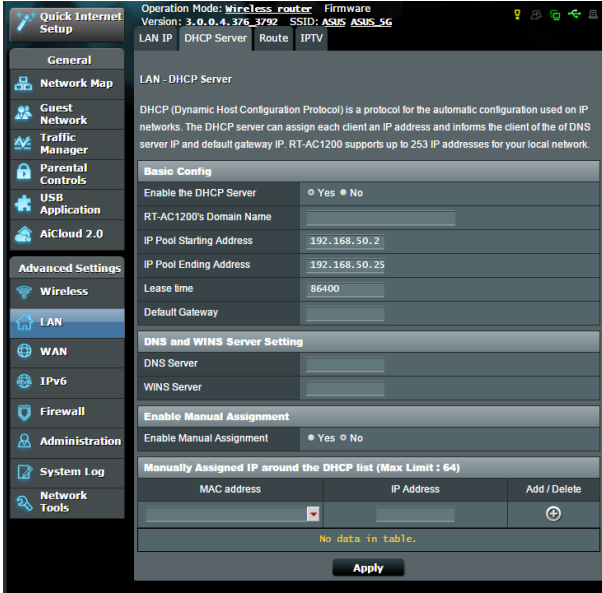 Quick Internet
Setup
General
Network Map
Guest
Network
Traffic
Manager
Parental
Controls
USB
Application
AiCloud 2.0
Advanced Settings
Wireless
LAN
WAN
IPv6
Firewall
Administration
System Log
Network
Tools
Operation Mode: Wireless router Firmware
Version: 3.0.0.4.376_3792 SSID: ASUS ASUS_5G
LAN IP DHCP Server Route IPTV
LAN - DHCP Server
DHCP (Dynamic Host Configuration Protocol) is a protocol for the automatic configuration used on IP
networks. The DHCP server can assign each client an IP address and informs the client of the of DNS
server IP and default gateway IP. RT-AC1200 supports up to 253 IP addresses for your local network.
Basic Config
Enable the DHCP Server Yes No
RT-AC1200's Domain Name
IP Pool Starting Address 192.168.50.2
IP Pool Ending Address 192.168.50.25
Lease time 86400
Default Gateway
DNS and WINS Server Setting
DNS Server
WINS Server
Enable Manual Assignment
Enable Manual Assignment Yes No
Manually Assigned IP around the DHCP list (Max Limit : 64)
MAC address IP Address Add / Delete
No data in table.
Apply